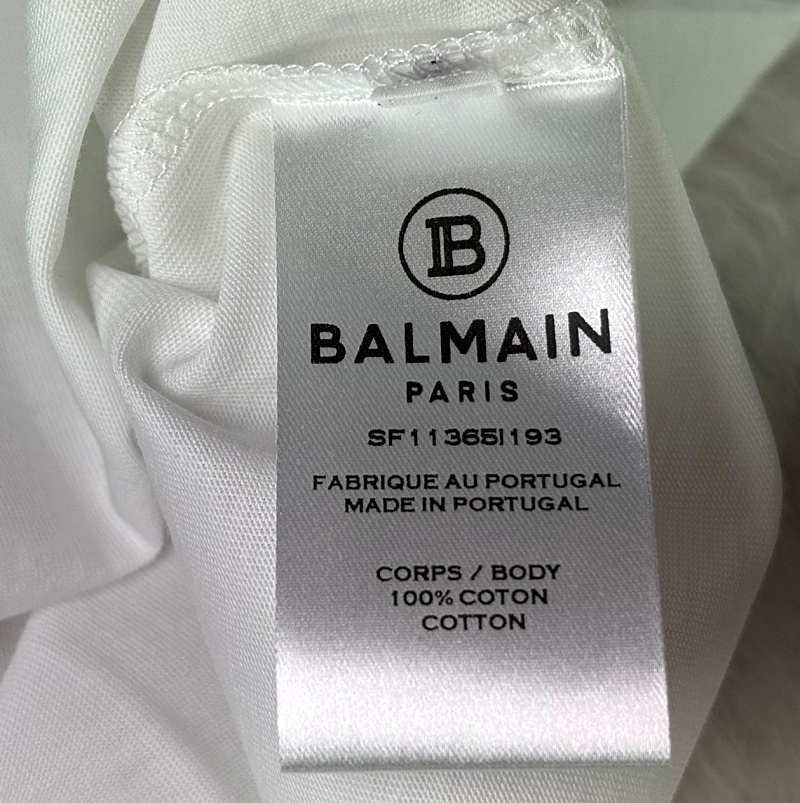 B
BALMAIN
PARIS
SF11365I193
FABRIQUE AU PORTUGAL
MADE IN PORTUGAL
CORPS / BODY
100% COTON
COTTON